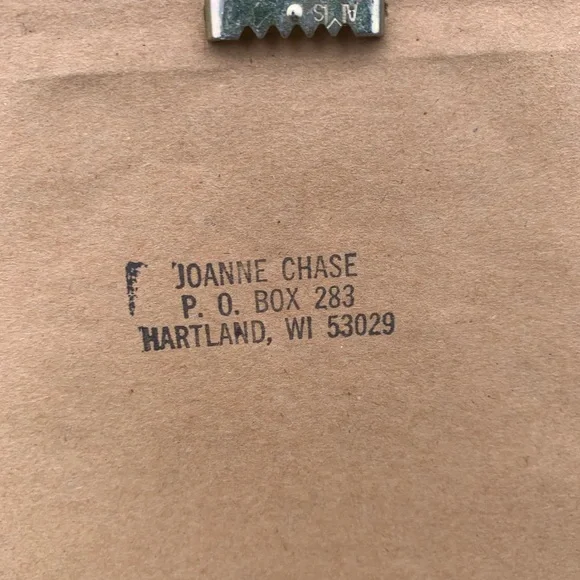 JOANNE CHASE
P. O. BOX 283
HARTLAND, WI 53029